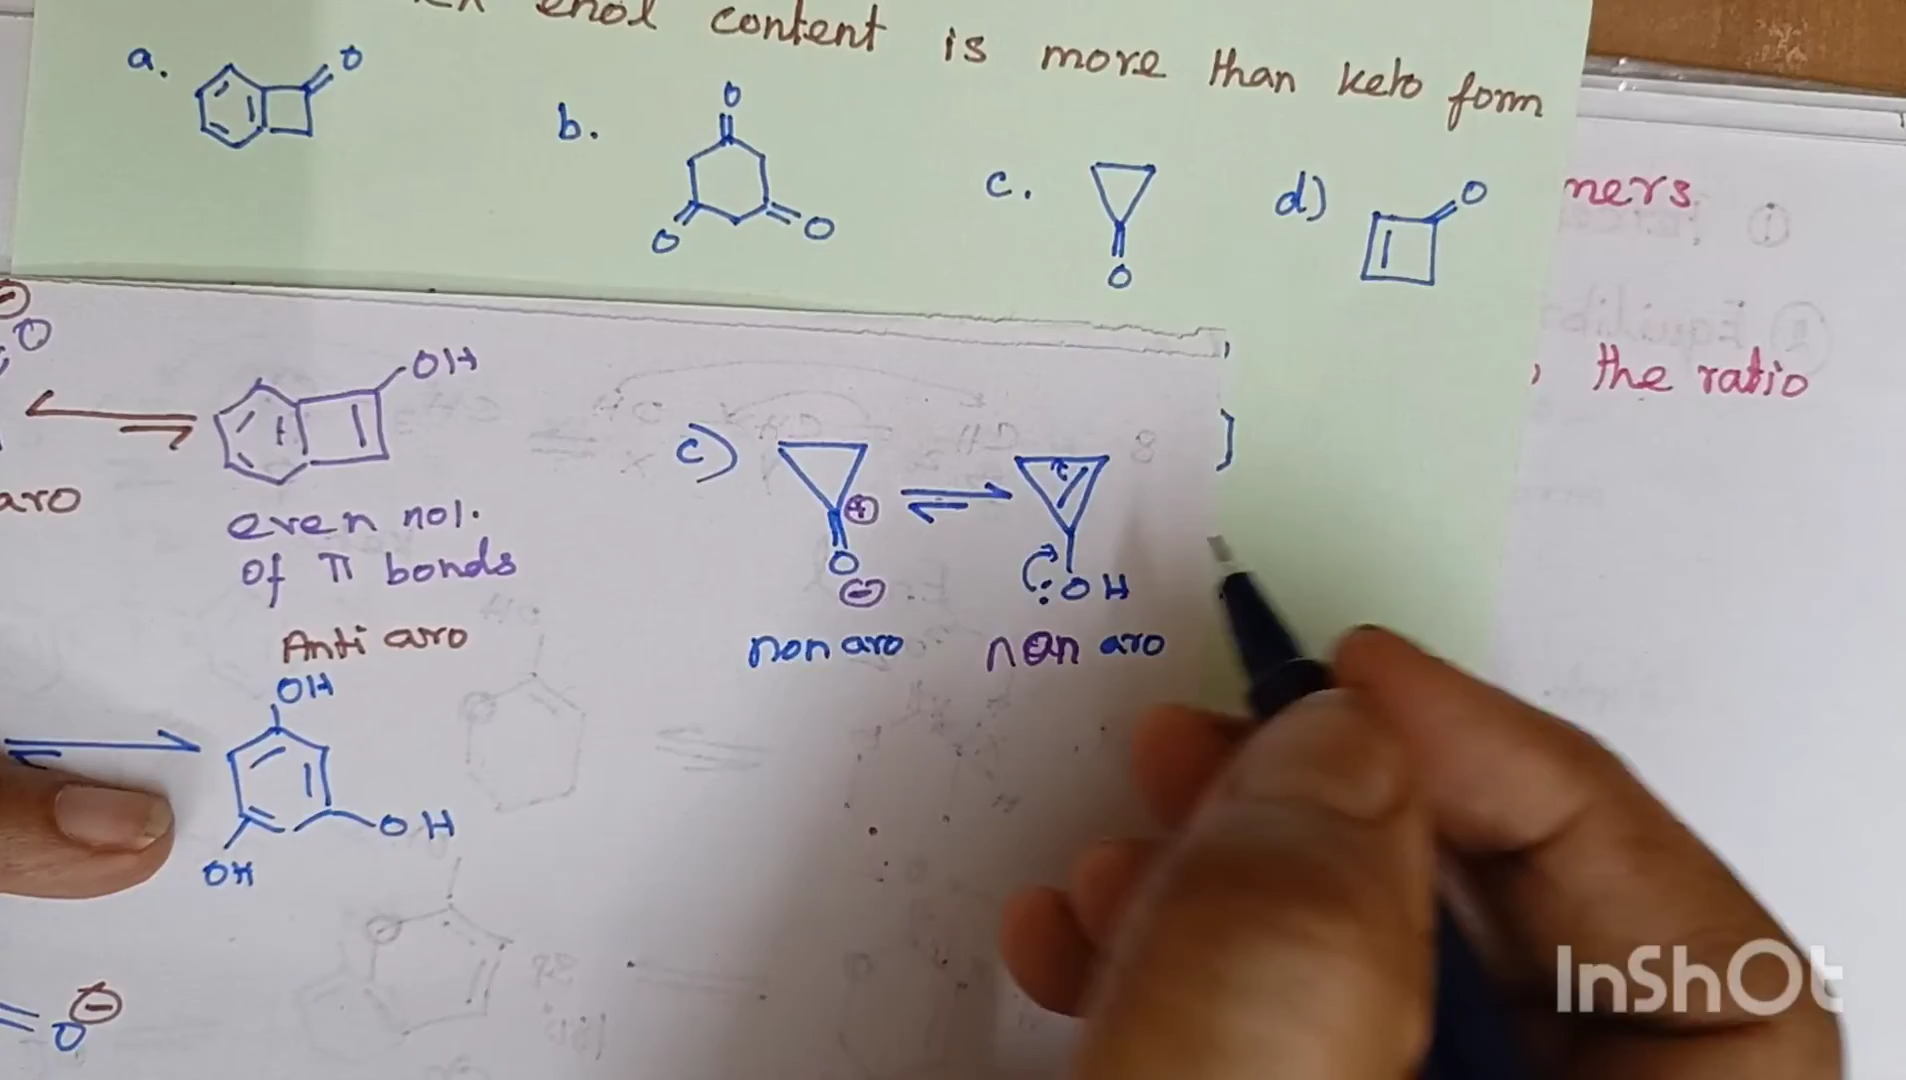 enol content is more than keto form
a.
O
b.
O
O
O
c.
O
d)
O
ners
, the ratio
O
OH
aro
even nol.
of π bonds
Anti aro
c)
O
OH
non aro
non aro
OH
OH
OH
O
InShOt